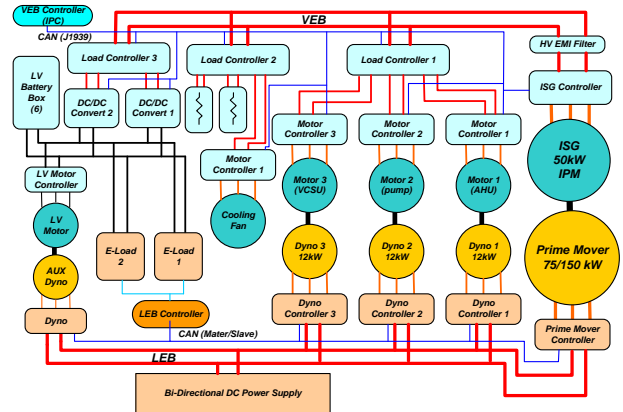 VEB Controller
(IPC)
VEB
CAN (J1939)
HV EMI Filter
Load Controller 3
Load Controller 2
Load Controller 1
ISG Controller
LV
Battery
Box
(6)
DC/DC
Convert 2
DC/DC
Convert 1
Motor
Controller 3
Motor
Controller 2
Motor
Controller 1
ISG
50kW
IPM
Motor
Controller 1
LV Motor
Controller
Motor 3
(VCSU)
Motor 2
(pump)
Motor 1
(AHU)
Cooling
Fan
LV
Motor
E-Load
2
E-Load
1
Dyno 3
12kW
Dyno 2
12kW
Dyno 1
12kW
Prime Mover
75/150 kW
AUX
Dyno
LEB Controller
Dyno
Controller 3
Dyno
Controller 2
Dyno
Controller 1
Dyno
CAN (Mater/Slave)
Prime Mover
Controller
LEB
Bi-Directional DC Power Supply